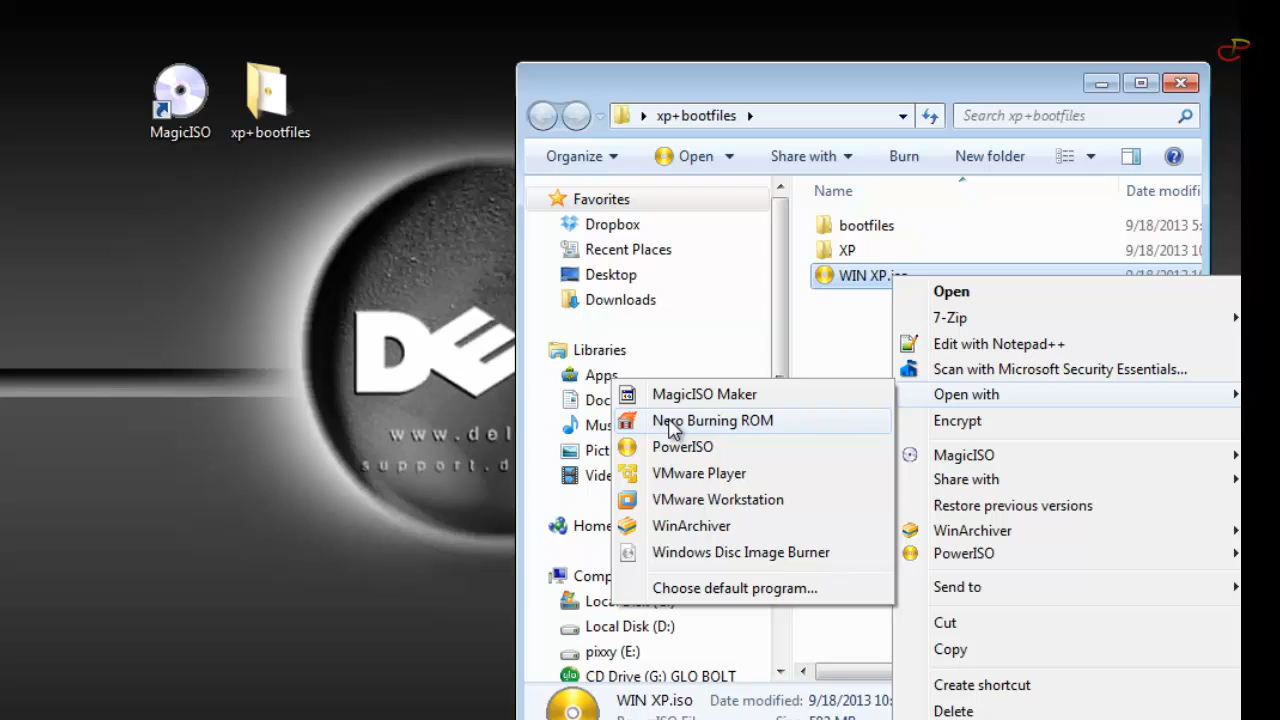 MagicISO
xp+bootfiles
DE
www.del
support.d
xp+bootfiles
Search xp+bootfiles
Organize
Open
Share with
Burn
New folder
Name
Date modifi
Favorites
Dropbox
Recent Places
Desktop
Downloads
Libraries
Apps
Doc
Mus
Pict
Vide
Home
Comp
Local Disk (D:)
pixxy (E:)
CD Drive (G:) GLO BOLT
bootfiles
9/18/2013 5:
XP
9/18/2013 10
WIN XP.iso
Open
7-Zip
Edit with Notepad++
Scan with Microsoft Security Essentials...
Open with
Encrypt
MagicISO
Share with
Restore previous versions
WinArchiver
PowerISO
Send to
Cut
Copy
Create shortcut
Delete
MagicISO Maker
Nero Burning ROM
PowerISO
VMware Player
VMware Workstation
WinArchiver
Windows Disc Image Burner
Choose default program...
WIN XP.iso
Date modified: 9/18/2013 10: